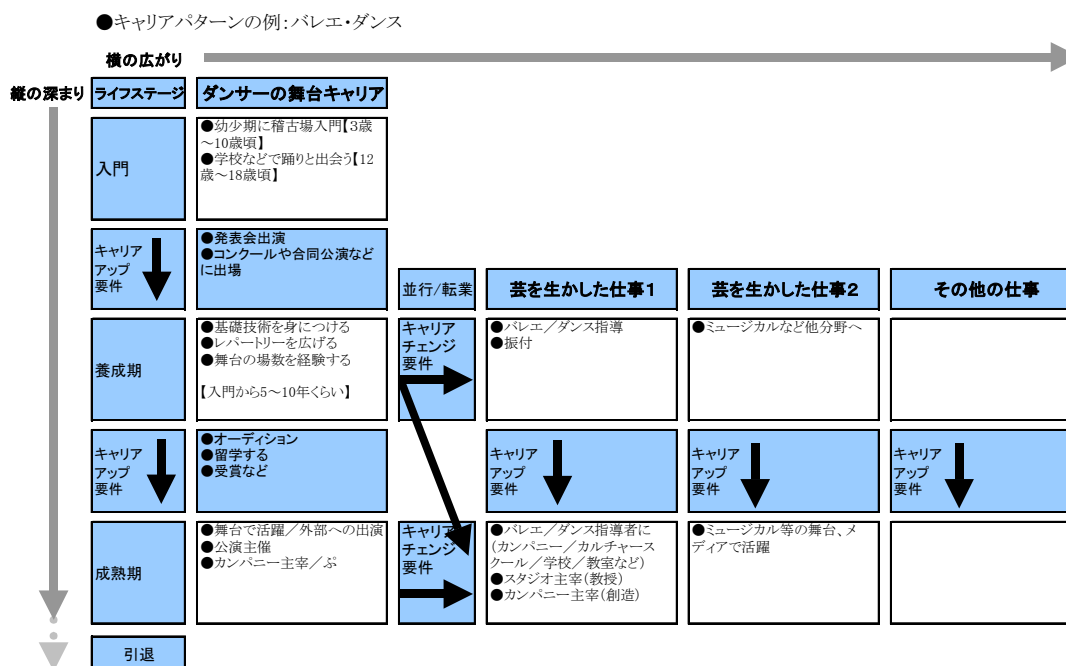 ●キャリアパターンの例：バレエ・ダンス
横の広がり
縦の深まり
ライフステージ
ダンサーの舞台キャリア
入門
●幼少期に稽古場入門【3歳
～10歳頃】
●学校などで踊りと出会う【12
歳～18歳頃】
キャリア
アップ
要件
●発表会出演
●コンクールや合同公演など
に出場
並行/転業
芸を生かした仕事１
芸を生かした仕事２
その他の仕事
養成期
●基礎技術を身につける
●レパートリーを広げる
●舞台の場数を経験する
【入門から5～10年くらい】
キャリア
チェンジ
要件
●バレエ／ダンス指導
●振付
●ミュージカルなど他分野へ
キャリア
アップ
要件
●オーディション
●留学する
●受賞など
キャリア
アップ
要件
キャリア
アップ
要件
キャリア
アップ
要件
成熟期
●舞台で活躍／外部への出演
●公演主催
●カンパニー主宰／ぷ
キャリア
チェンジ
要件
●バレエ／ダンス指導者に
（カンパニー／カルチャース
クール／学校／教室など）
●スタジオ主宰（教授）
●カンパニー主宰（創造）
●ミュージカル等の舞台、メ
ディアで活躍
引退